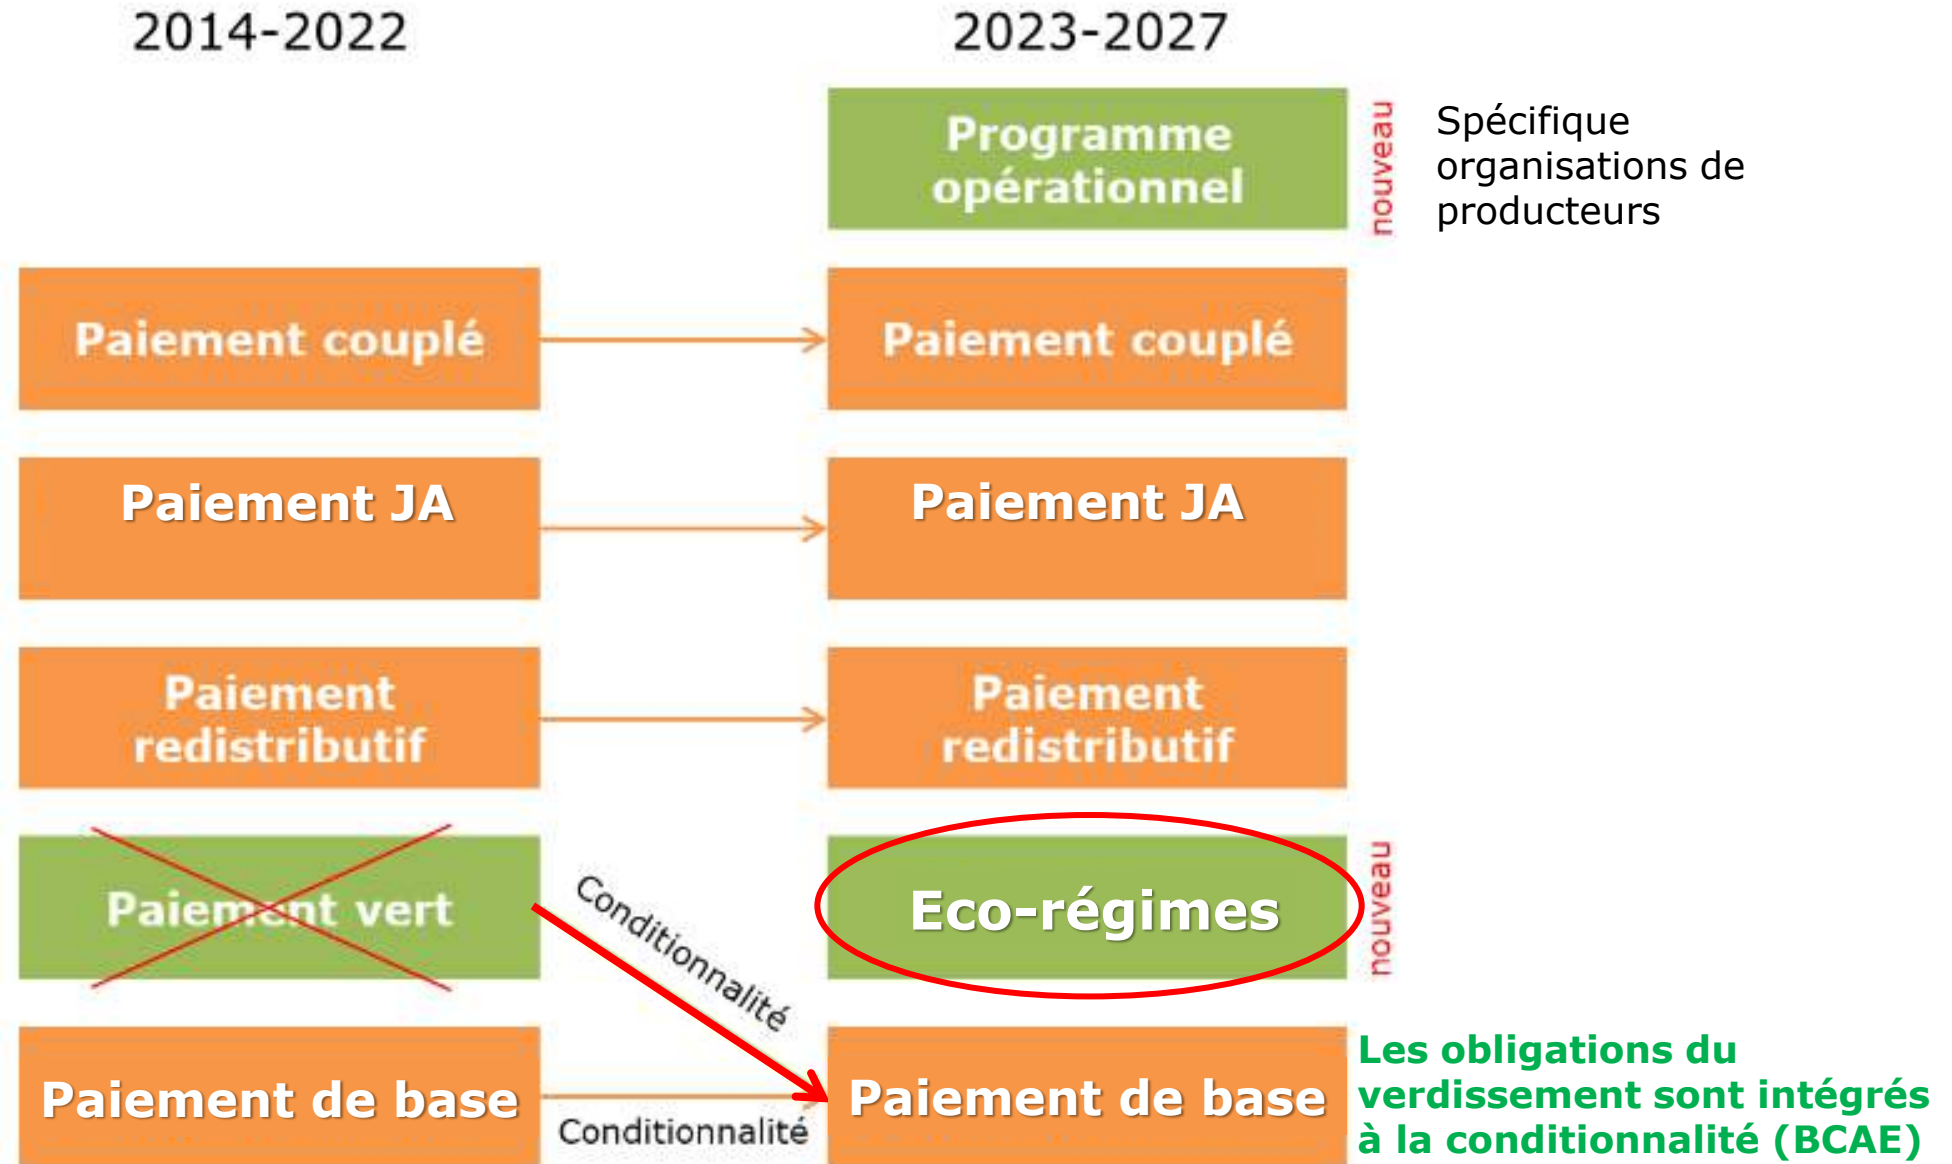 2014-2022
2023-2027
Programme
opérationnel
nouveau
Spécifique
organisations de
producteurs
Paiement couplé
Paiement couplé
Paiement JA
Paiement JA
Paiement
redistributif
Paiement
redistributif
Paiement vert
Conditionnalité
Eco-régimes
nouveau
Paiement de base
Conditionnalité
Paiement de base
Les obligations du
verdissement sont intégrés
à la conditionnalité (BCAE)